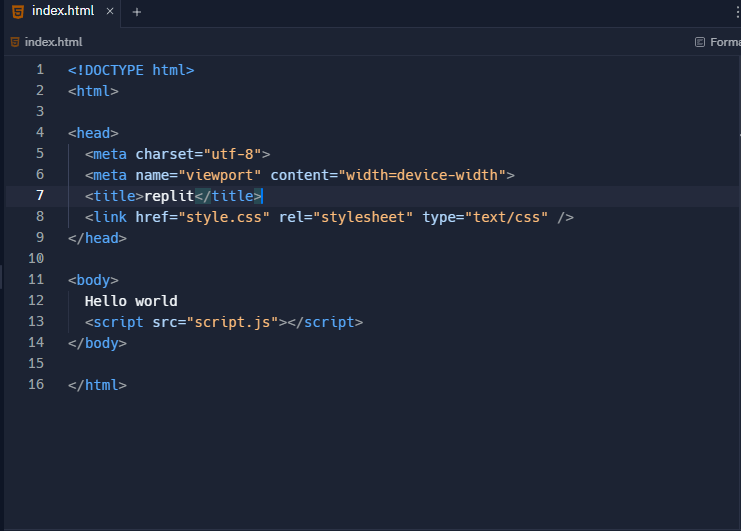 index.html × +
index.html Forma
1 <!DOCTYPE html>
2 <html>
3
4 <head>
5 <meta charset="utf-8">
6 <meta name="viewport" content="width=device-width">
7 <title>replit</title>
8 <link href="style.css" rel="stylesheet" type="text/css" />
9 </head>
10
11 <body>
12 Hello world
13 <script src="script.js"></script>
14 </body>
15
16 </html>